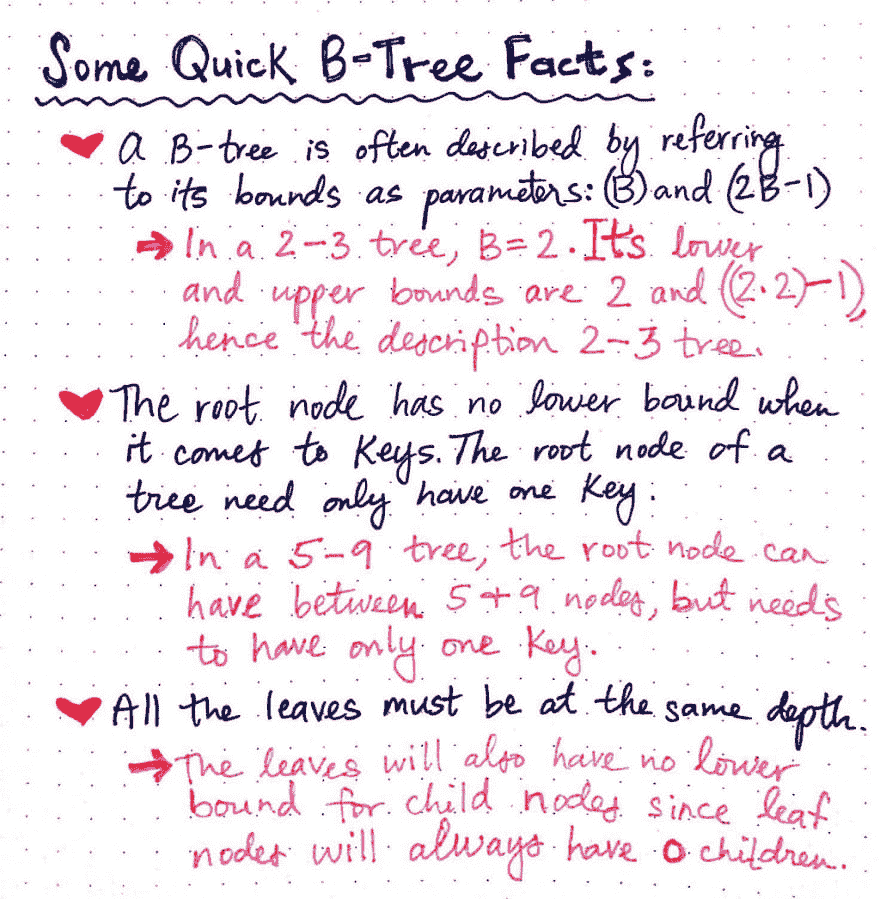 Some Quick B-Tree Facts:
a B-tree is often described by referring
to its bounds as parameters: (B) and (2B-1)
→ In a 2-3 tree, B=2. It's lower
and upper bounds are 2 and ((2·2)-1),
hence the description 2-3 tree.
The root node has no lower bound when
it comes to Keys. The root node of a
tree need only have one Key.
→ In a 5-9 tree, the root node can
have between 5+9 nodes, but needs
to have only one Key.
All the leaves must be at the same depth.
→ The leaves will also have no lower
bound for child nodes since leaf
nodes will always have 0 children.